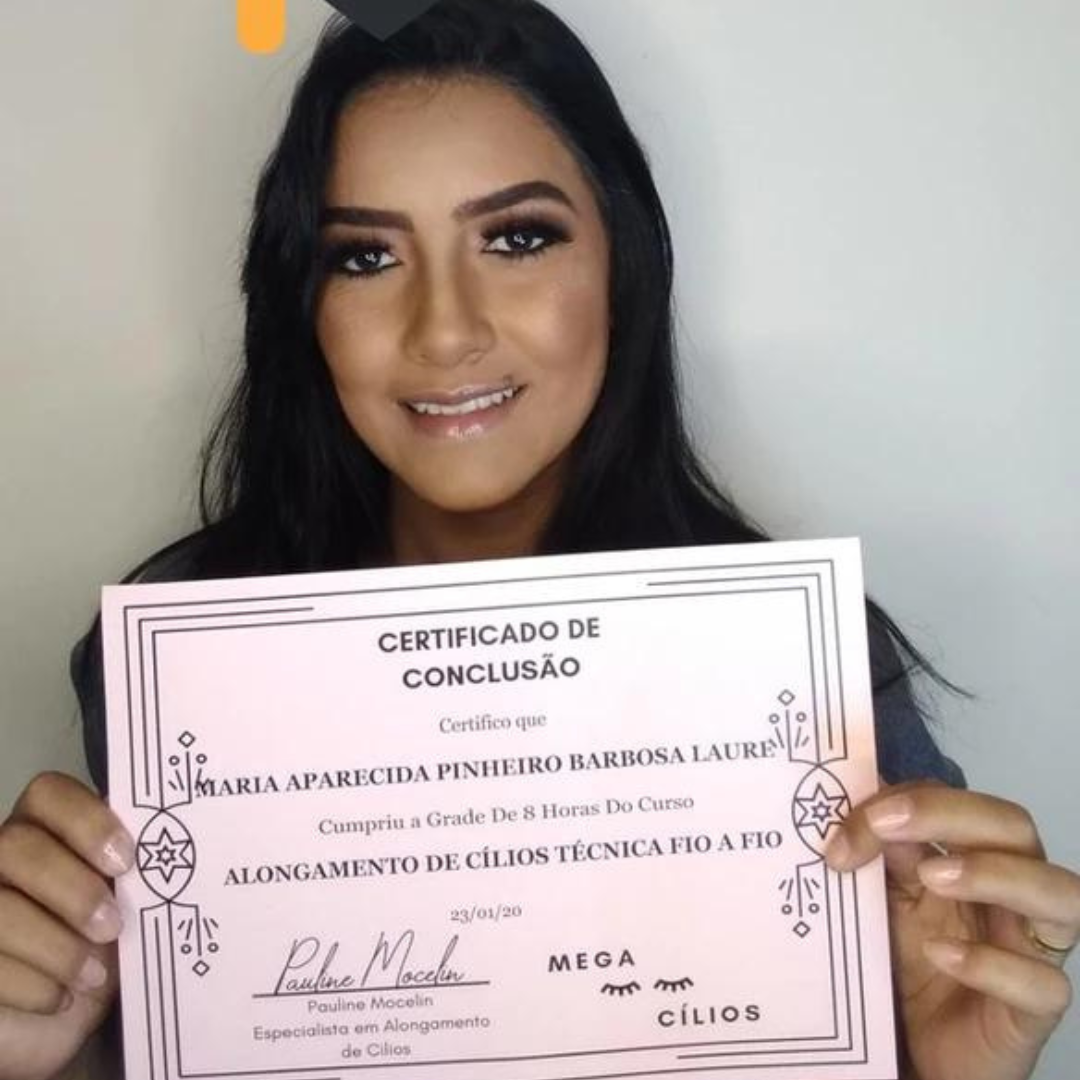 CERTIFICADO DE
CONCLUSÃO
Certifico que
MARIA APARECIDA PINHEIRO BARBOSA LAURE
Cumpriu a Grade De 8 Horas Do Curso
ALONGAMENTO DE CÍLIOS TÉCNICA FIO A FIO
23/01/20
Pauline Mocelin
Pauline Mocelin
Especialista em Alongamento
de Cilios
MEGA
CÍLIOS